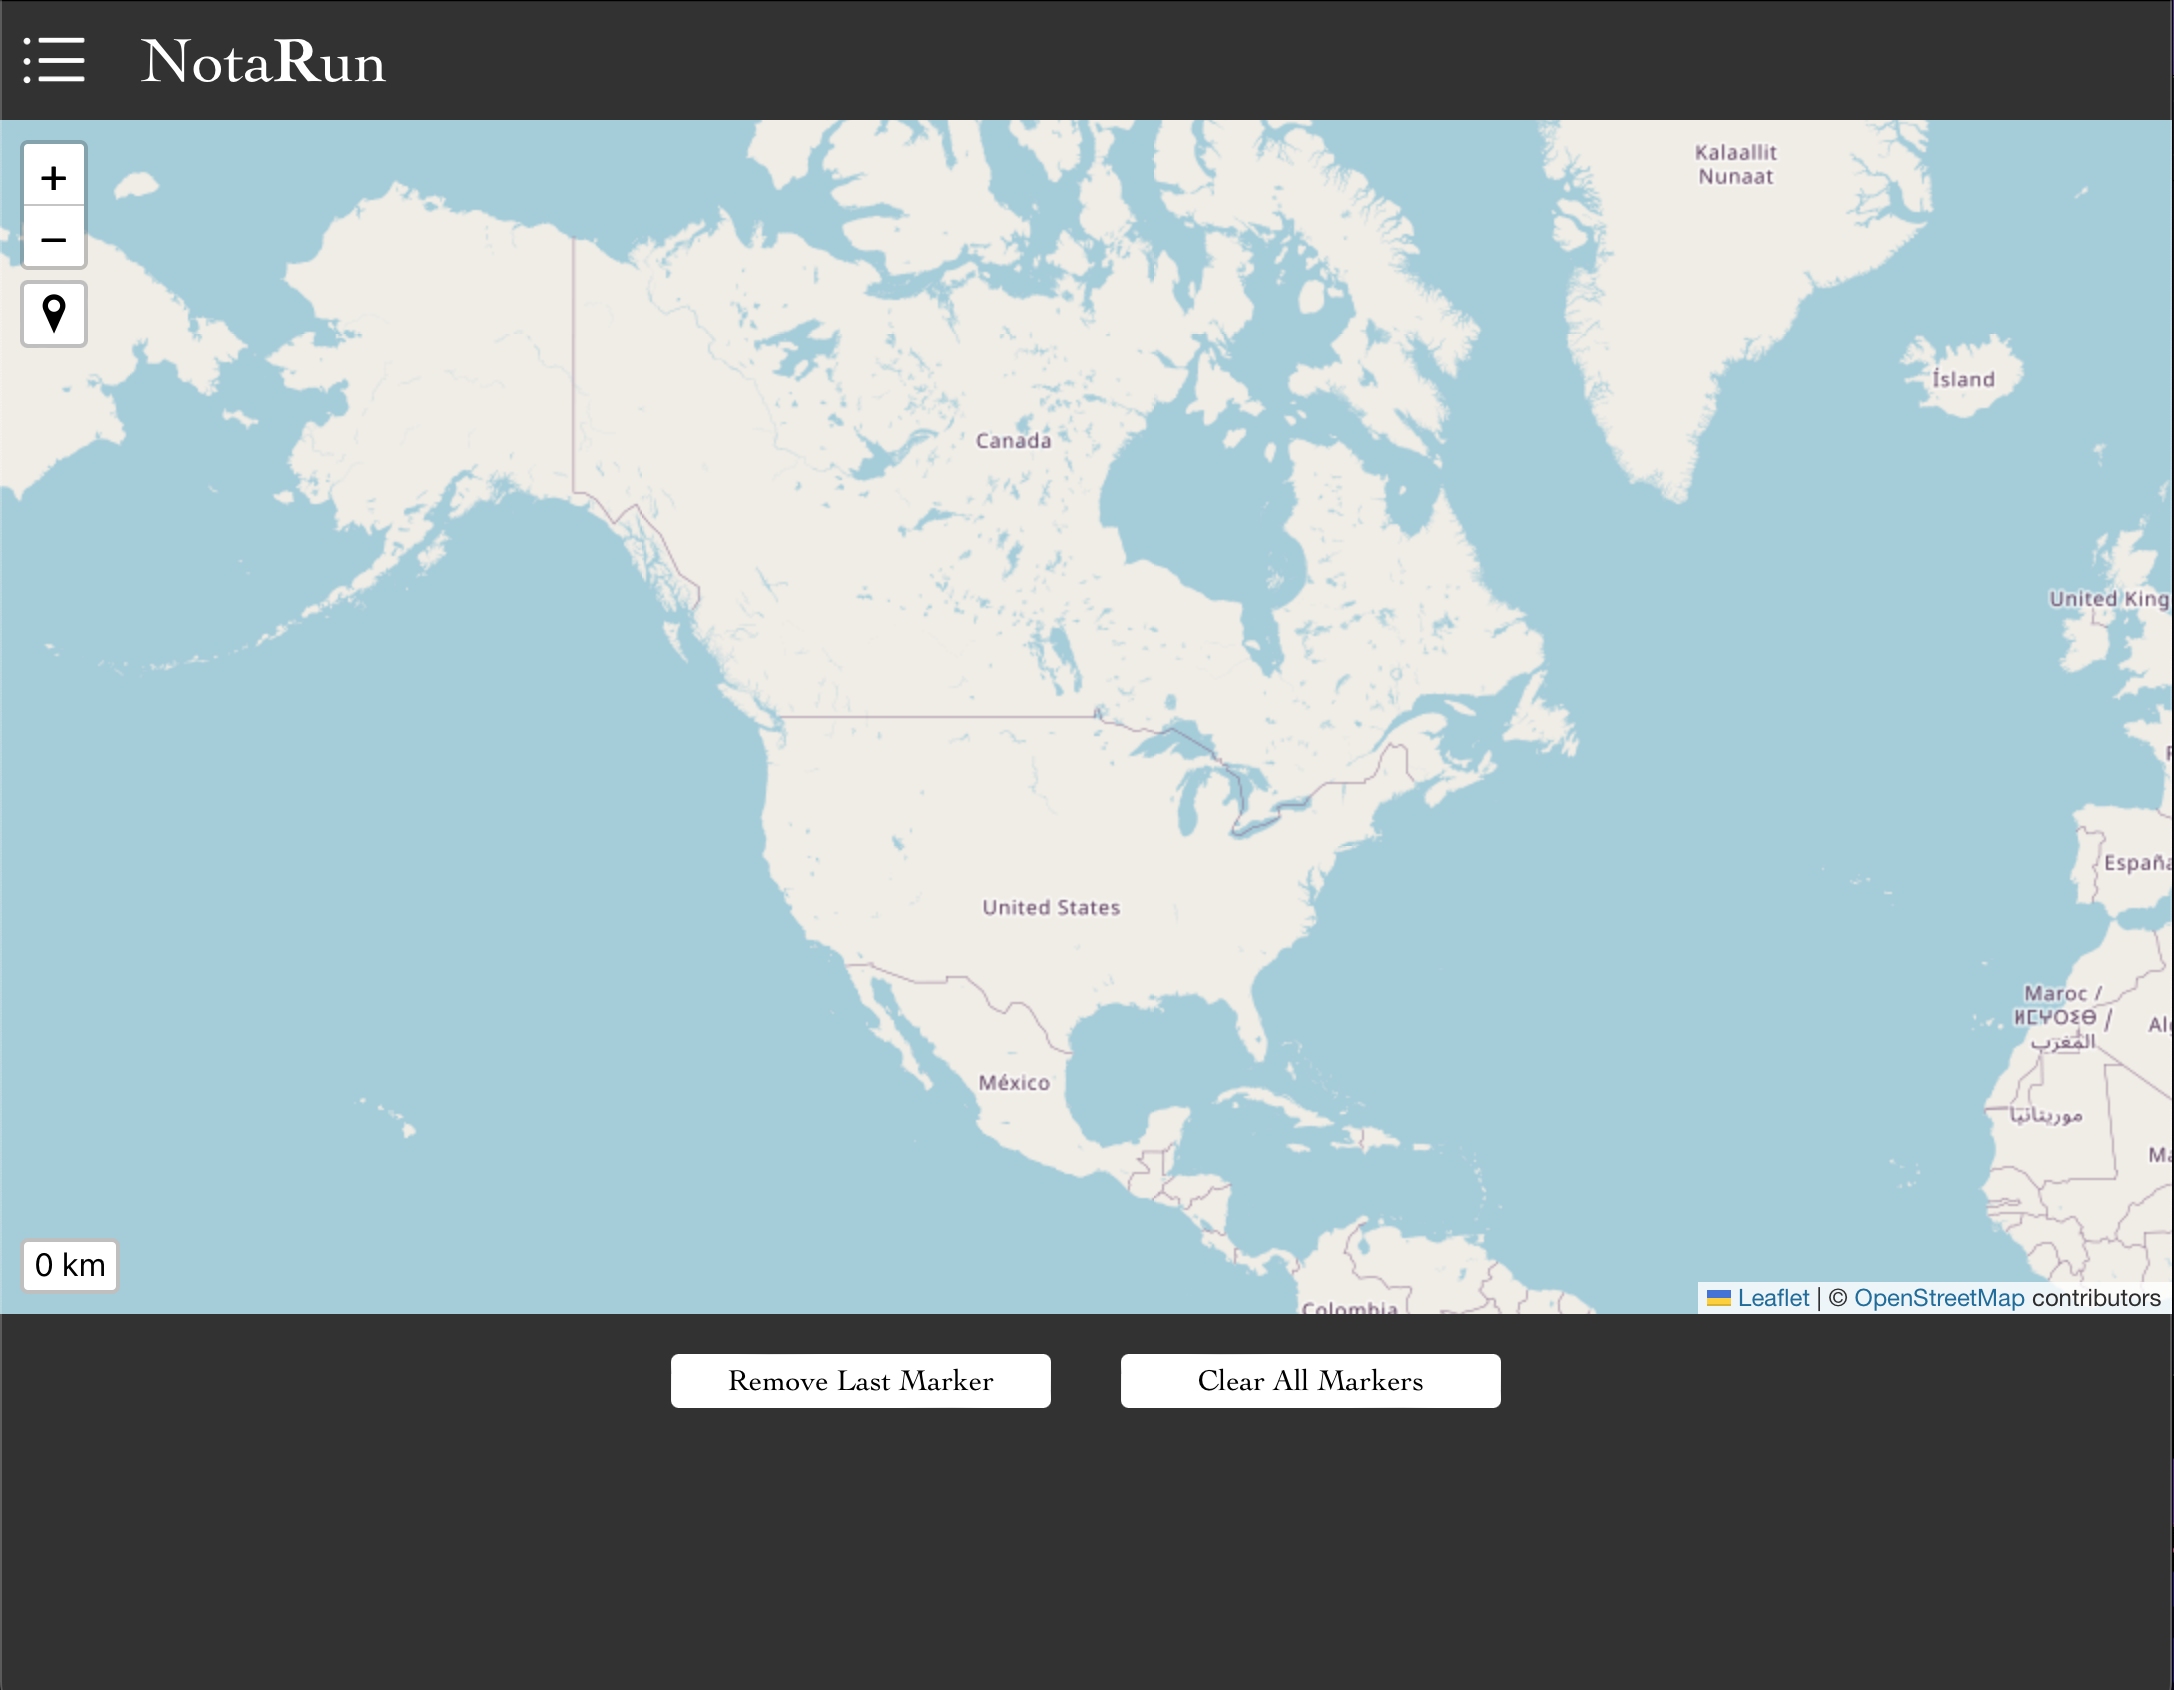 NotaRun
+
−
Kalaallit
Nunaat
Ísland
Canada
United King
United States
España
México
Maroc /
ⵍⵎⵖⵔⵉⴱ /
المغرب
موريتانيا
Colombia
0 km
Leaflet | © OpenStreetMap contributors
Remove Last Marker
Clear All Markers